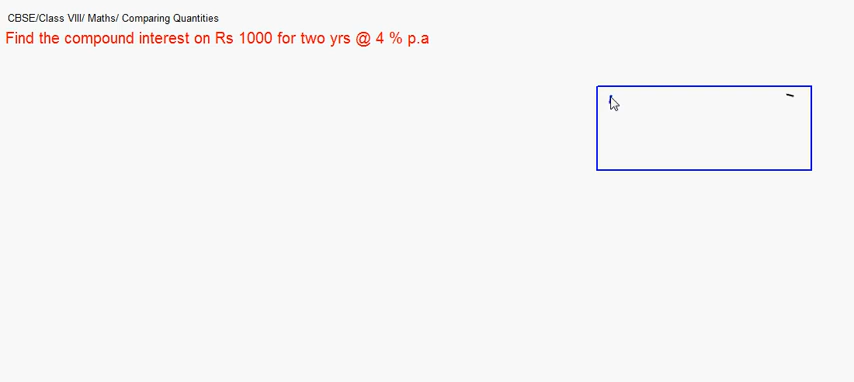 CBSE/Class VIII/ Maths/ Comparing Quantities
Find the compound interest on Rs 1000 for two yrs @ 4 % p.a